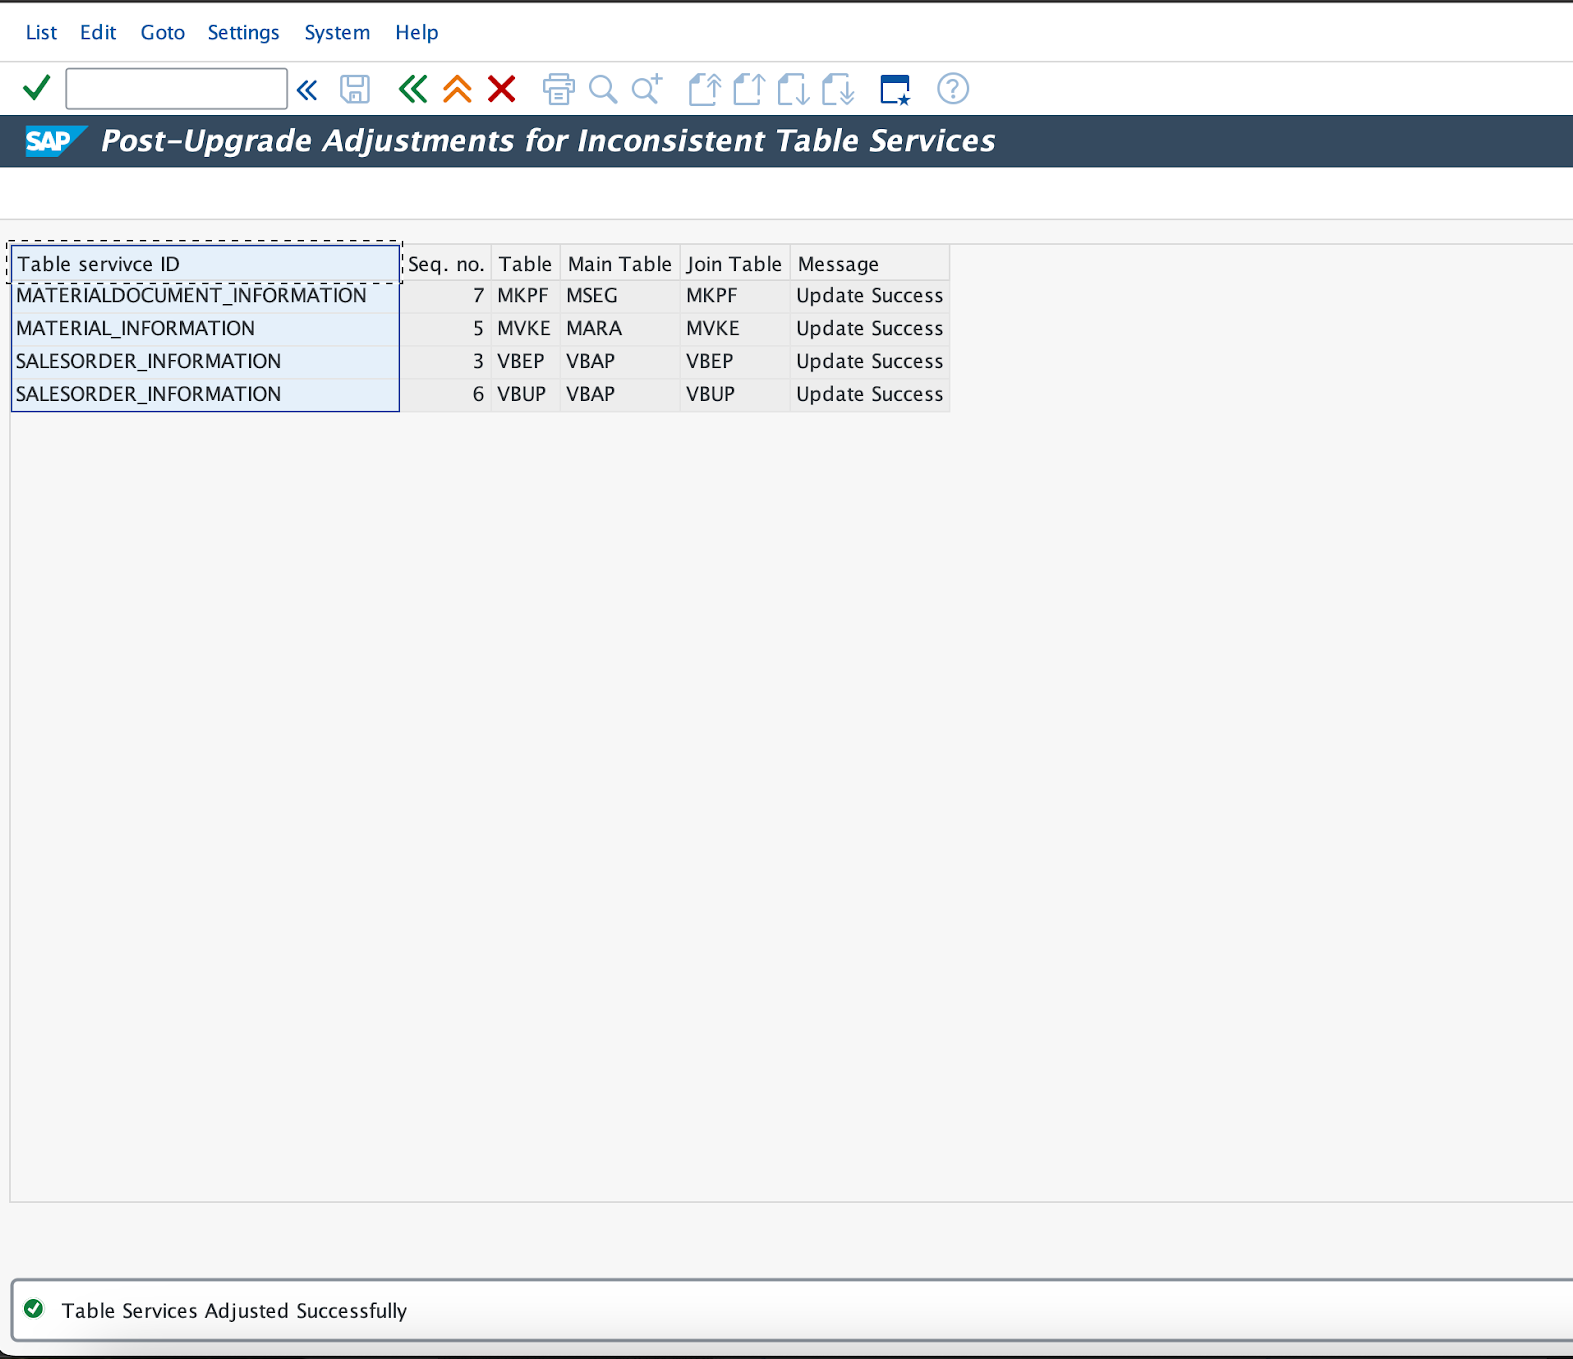 List Edit Goto Settings System Help
SAP Post-Upgrade Adjustments for Inconsistent Table Services
Table servivce ID Seq. no. Table Main Table Join Table Message
MATERIALDOCUMENT_INFORMATION 7 MKPF MSEG MKPF Update Success
MATERIAL_INFORMATION 5 MVKE MARA MVKE Update Success
SALESORDER_INFORMATION 3 VBEP VBAP VBEP Update Success
SALESORDER_INFORMATION 6 VBUP VBAP VBUP Update Success
Table Services Adjusted Successfully